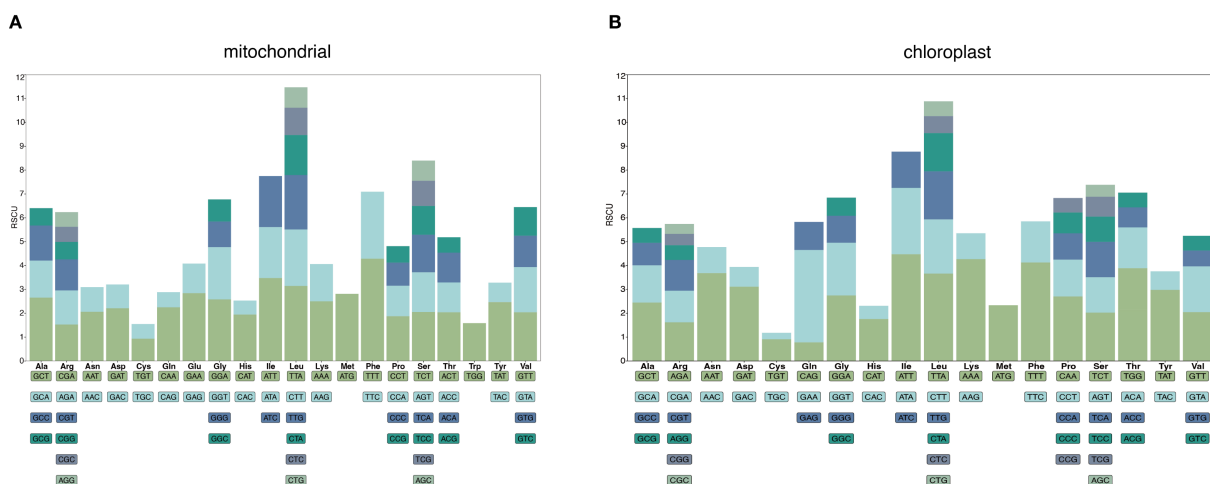 A
mitochondrial
12
11
10
9
8
7
6
5
4
3
2
1
0
RSCU
Ala Arg Asn Asp Cys Gln Glu Gly His Ile Leu Lys Met Phe Pro Ser Thr Trp Tyr Val
GCT CGA AAT GAT TGT CAA GAA GGA CAT ATT TTA AAA ATG TTT CCT TCT ACT TGG TAT GTT
GCA AGA AAC GAC TGC CAG GAG GGT CAC ATA CTT AAG TTC CCA AGT ACC TAC GTA
GCC CGT GGG ATC TTG CCC TCA ACA GTG
GCG CGG GGC CTA CCG TCC ACG GTC
CGC CTC TCG
AGG CTG AGC
B
chloroplast
12
11
10
9
8
7
6
5
4
3
2
1
0
RSCU
Ala Arg Asn Asp Cys Gln Gly His Ile Leu Lys Met Phe Pro Ser Thr Tyr Val
GCT AGA AAT GAT TGT CAG GGA CAT ATT TTA AAA ATG TTT CAA TCT TGG TAT GTT
GCA CGA AAC GAC TGC GAA GGT CAC ATA CTT AAG TTC CCT AGT ACA TAC GTA
GCC CGT GAG GGG ATC TTG CCA TCA ACT GTG
GCG AGG GGC CTA CCC TCC ACG GTC
CGG CTC CCG TCG
CGC CTG AGC